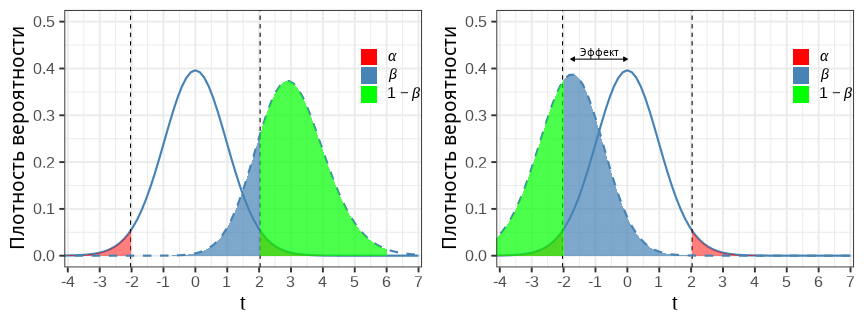 Плотность вероятности
0.5
0.4
0.3
0.2
0.1
0.0
α
β
1 − β
-4 -3 -2 -1 0 1 2 3 4 5 6 7
t
Плотность вероятности
0.5
0.4
0.3
0.2
0.1
0.0
Эффект
α
β
1 − β
-4 -3 -2 -1 0 1 2 3 4 5 6 7
t